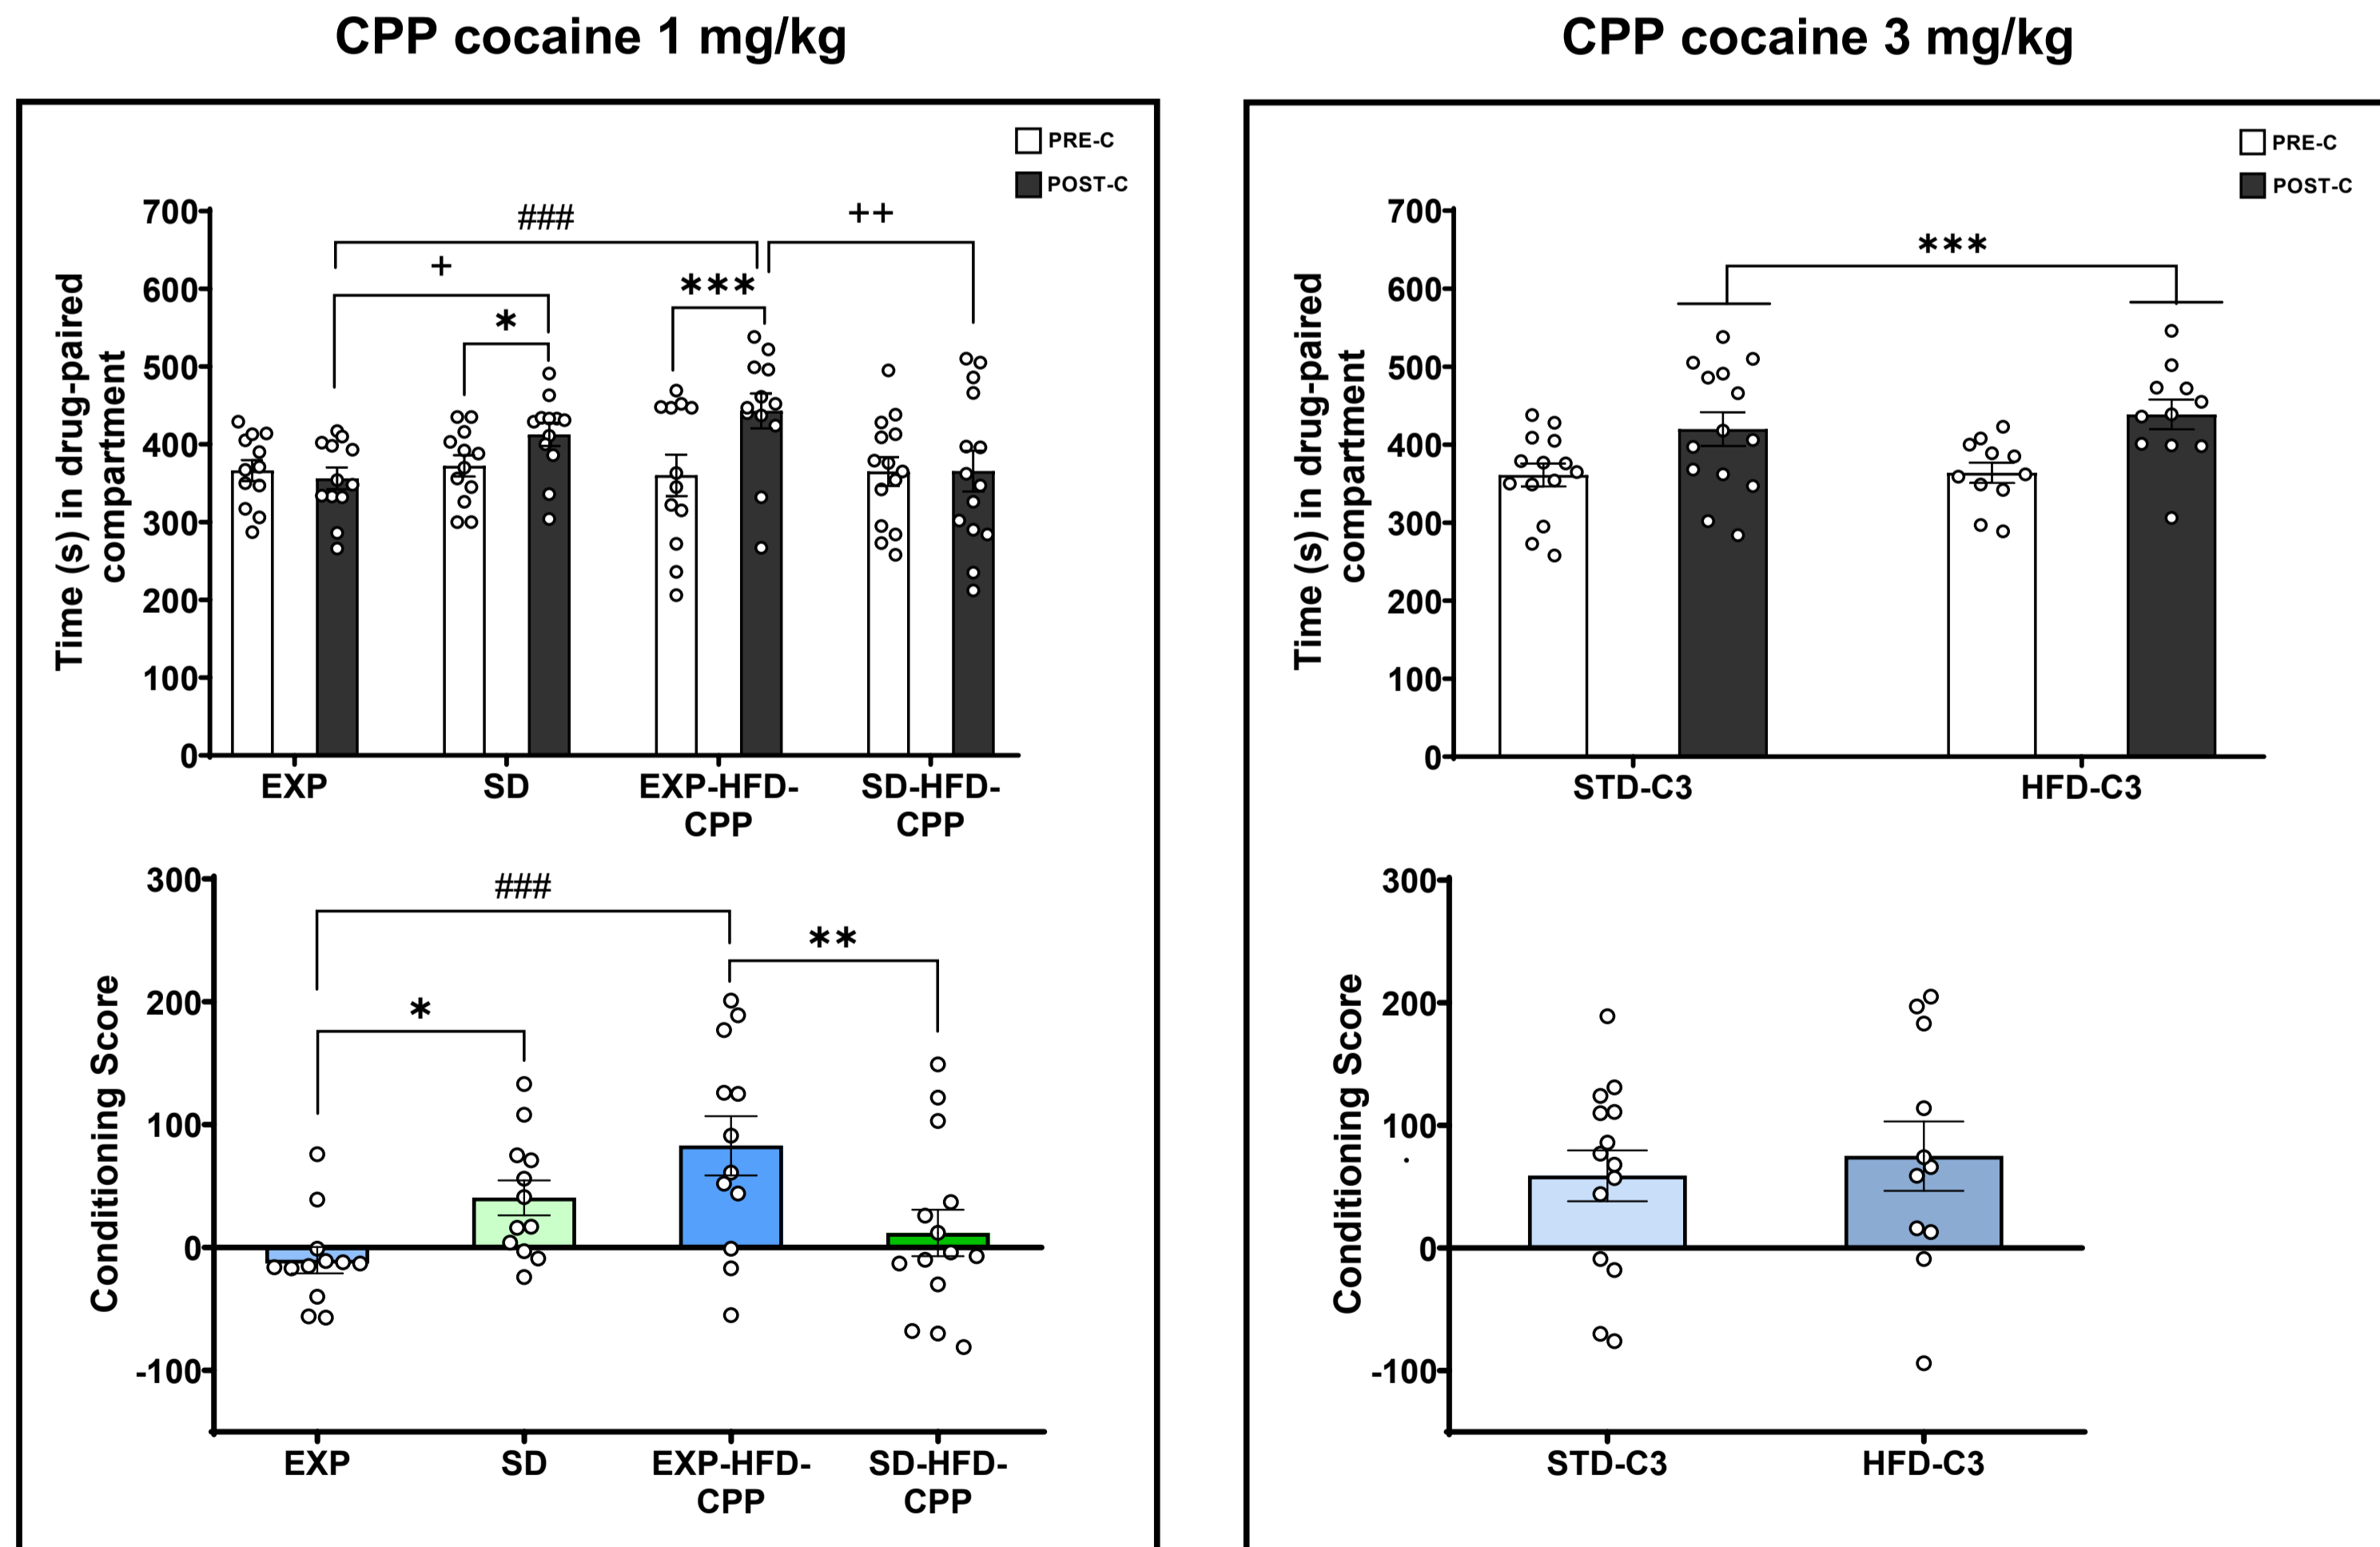 CPP cocaine 1 mg/kg
PRE-C
POST-C
Time (s) in drug-paired
compartment
700
600
500
400
300
200
100
0
###
++
+
***
*
EXP
SD
EXP-HFD-
CPP
SD-HFD-
CPP
Conditioning Score
300
200
100
0
-100
###
**
*
EXP
SD
EXP-HFD-
CPP
SD-HFD-
CPP
CPP cocaine 3 mg/kg
PRE-C
POST-C
Time (s) in drug-paired
compartment
700
600
500
400
300
200
100
0
***
STD-C3
HFD-C3
Conditioning Score
300
200
100
0
-100
STD-C3
HFD-C3